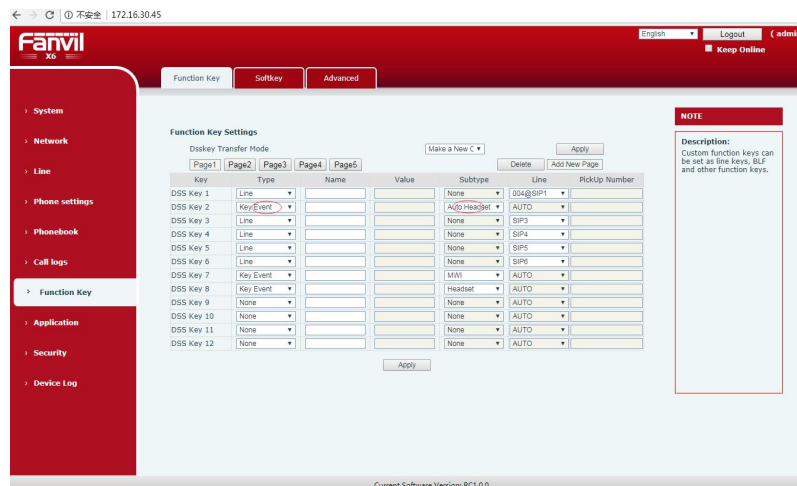 不安全 | 172.16.30.45
Fanvil
X6
English
Logout
( admi
Keep Online
Function Key
Softkey
Advanced
System
Network
Line
Phone settings
Phonebook
Call logs
Function Key
Application
Security
Device Log
Function Key Settings
Dsskey Transfer Mode Make a New C Apply
Page1 Page2 Page3 Page4 Page5 Delete Add New Page
Key Type Name Value Subtype Line PickUp Number
DSS Key 1 Line None 004@SIP1
DSS Key 2 Key Event Auto Headset AUTO
DSS Key 3 Line None SIP3
DSS Key 4 Line None SIP4
DSS Key 5 Line None SIP5
DSS Key 6 Line None SIP6
DSS Key 7 Key Event MWI AUTO
DSS Key 8 Key Event Headset AUTO
DSS Key 9 None None AUTO
DSS Key 10 None None AUTO
DSS Key 11 None None AUTO
DSS Key 12 None None AUTO
Apply
NOTE
Description:
Custom function keys can
be set as line keys, BLF
and other function keys.
Current Software Version: RC1.0.0